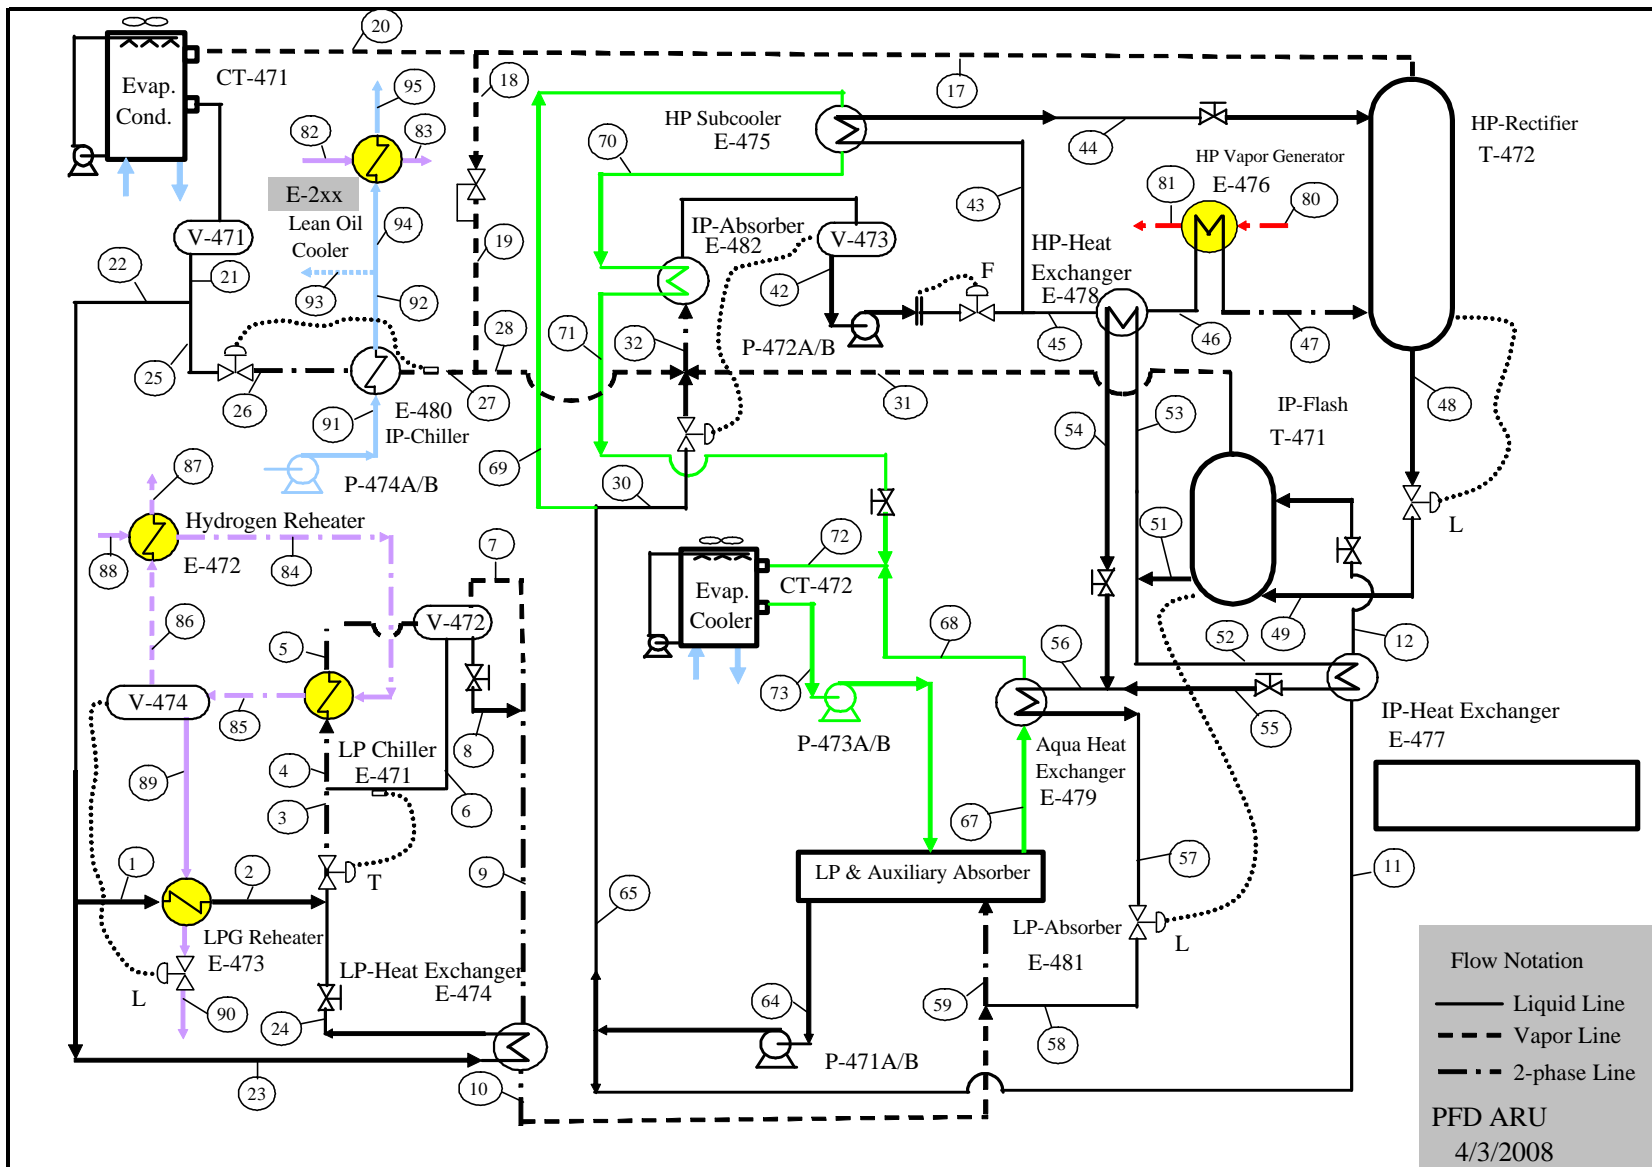 20
17
18
95
82
83
CT-471
Evap.
Cond.
E-2xx
Lean Oil
Cooler
94
93
92
V-471
21
22
19
70
HP Subcooler
E-475
44
HP-Rectifier
T-472
HP Vapor Generator
E-476
81
80
43
IP-Absorber
E-482
V-473
42
HP-Heat
Exchanger
E-478
F
P-472A/B
45
46
47
28
71
32
25
26
27
31
48
91
E-480
IP-Chiller
P-474A/B
IP-Flash
T-471
54
53
69
30
L
87
Hydrogen Reheater
88
E-472
84
7
72
CT-472
Evap.
Cooler
51
49
52
12
V-472
86
5
68
56
73
V-474
85
8
P-473A/B
55
IP-Heat Exchanger
E-477
LP Chiller
E-471
4
6
3
89
Aqua Heat
Exchanger
E-479
67
57
11
1
2
T
9
65
LP & Auxiliary Absorber
LPG Reheater
E-473
LP-Absorber
E-481
L
L
90
LP-Heat Exchanger
E-474
24
64
59
58
P-471A/B
23
10
Flow Notation
Liquid Line
Vapor Line
2-phase Line
PFD ARU
4/3/2008